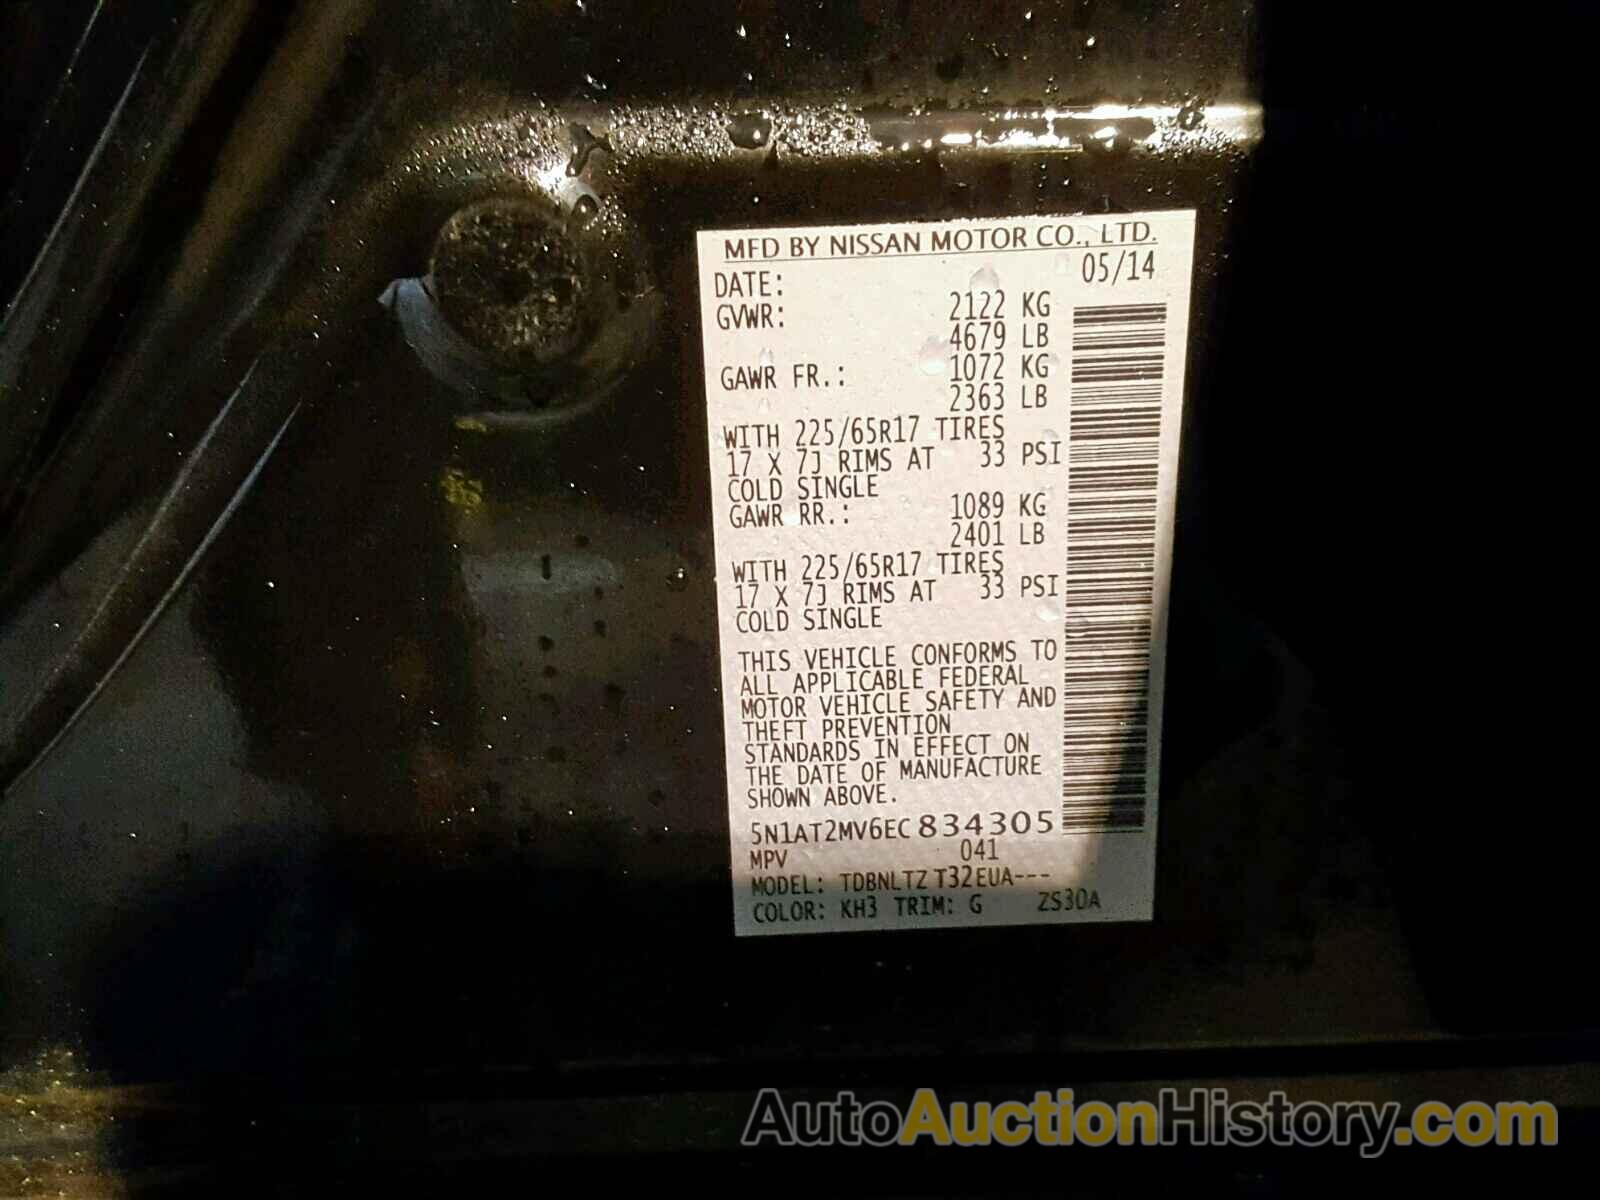 MFD BY NISSAN MOTOR CO., LTD.
DATE: 05/14
GVWR: 2122 KG
4679 LB
GAWR FR.: 1072 KG
2363 LB
WITH 225/65R17 TIRES
17 X 7J RIMS AT 33 PSI
COLD SINGLE
GAWR RR.: 1089 KG
2401 LB
WITH 225/65R17 TIRES
17 X 7J RIMS AT 33 PSI
COLD SINGLE
THIS VEHICLE CONFORMS TO
ALL APPLICABLE FEDERAL
MOTOR VEHICLE SAFETY AND
THEFT PREVENTION
STANDARDS IN EFFECT ON
THE DATE OF MANUFACTURE
SHOWN ABOVE.
5N1AT2MV6EC834305
MPV 041
MODEL: TDBNLTZ T32EUA---
COLOR: KH3 TRIM: G ZS30A
AutoAuctionHistory.com